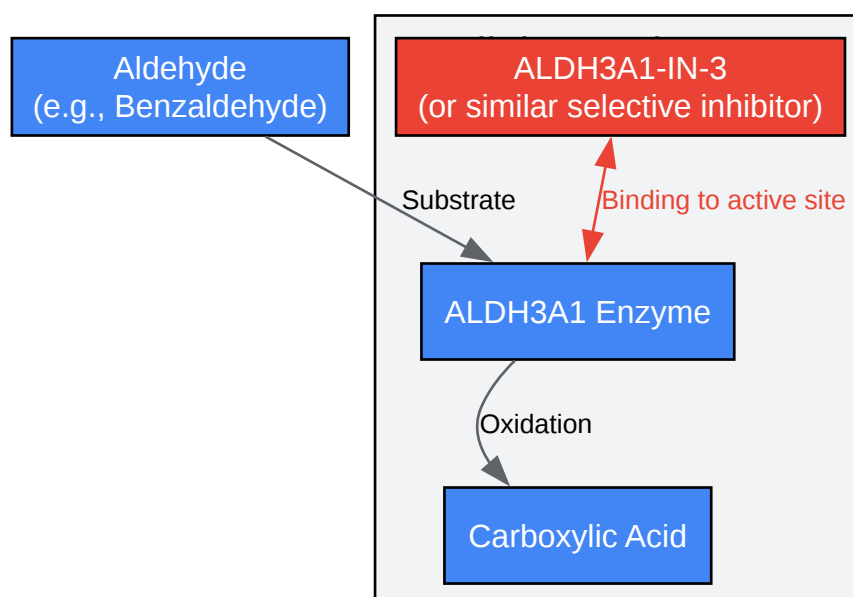 Aldehyde
(e.g., Benzaldehyde)
ALDH3A1-IN-3
(or similar selective inhibitor)
Substrate
Binding to active site
ALDH3A1 Enzyme
Oxidation
Carboxylic Acid